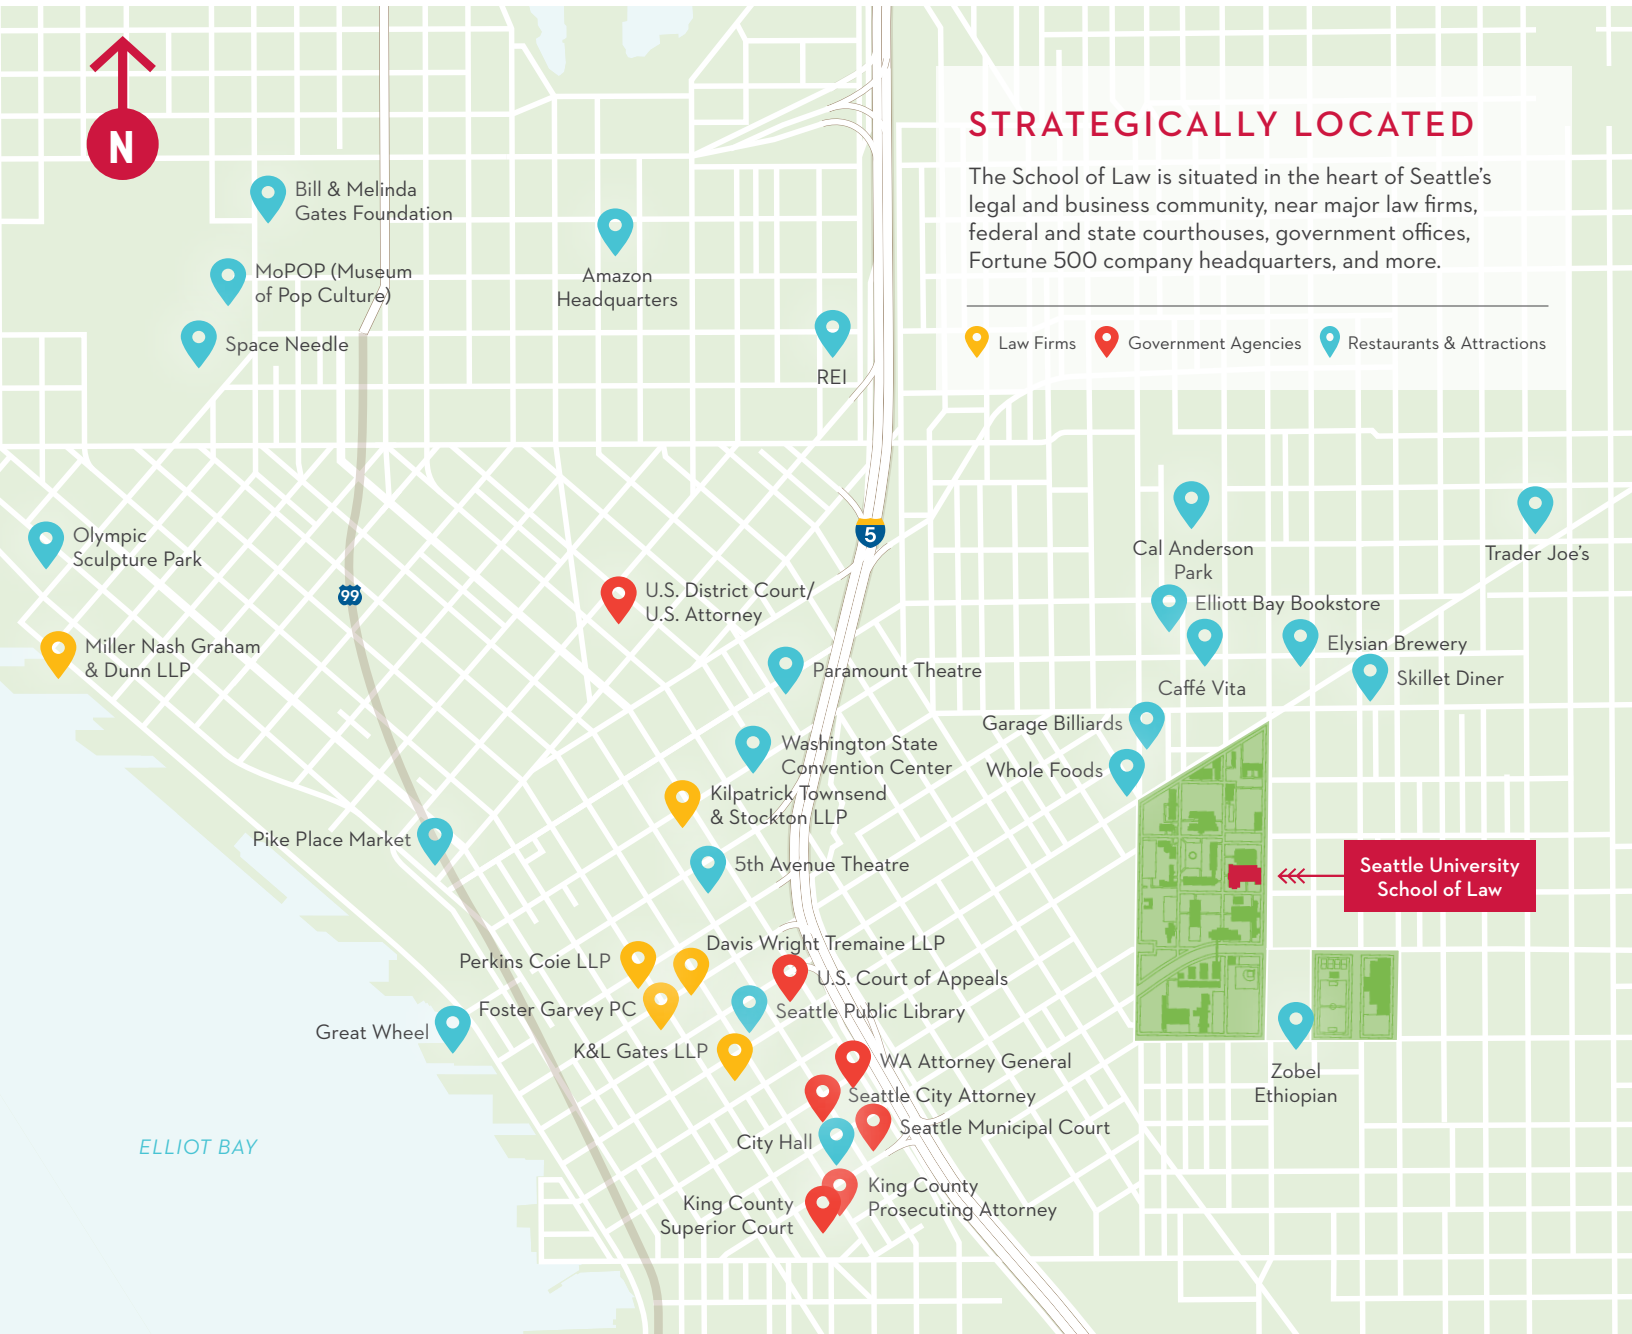 N
STRATEGICALLY LOCATED
The School of Law is situated in the heart of Seattle's
legal and business community, near major law firms,
federal and state courthouses, government offices,
Fortune 500 company headquarters, and more.
Law Firms
Government Agencies
Restaurants & Attractions
Bill & Melinda
Gates Foundation
MoPOP (Museum
of Pop Culture)
Space Needle
Amazon
Headquarters
REI
Olympic
Sculpture Park
99
5
Miller Nash Graham
& Dunn LLP
U.S. District Court/
U.S. Attorney
Paramount Theatre
Washington State
Convention Center
Kilpatrick Townsend
& Stockton LLP
Pike Place Market
5th Avenue Theatre
Cal Anderson
Park
Trader Joe's
Elliott Bay Bookstore
Elysian Brewery
Caffé Vita
Skillet Diner
Garage Billiards
Whole Foods
Seattle University
School of Law
Davis Wright Tremaine LLP
Perkins Coie LLP
U.S. Court of Appeals
Foster Garvey PC
Seattle Public Library
Great Wheel
K&L Gates LLP
WA Attorney General
Seattle City Attorney
Seattle Municipal Court
City Hall
King County
Prosecuting Attorney
King County
Superior Court
Zobel
Ethiopian
ELLIOT BAY